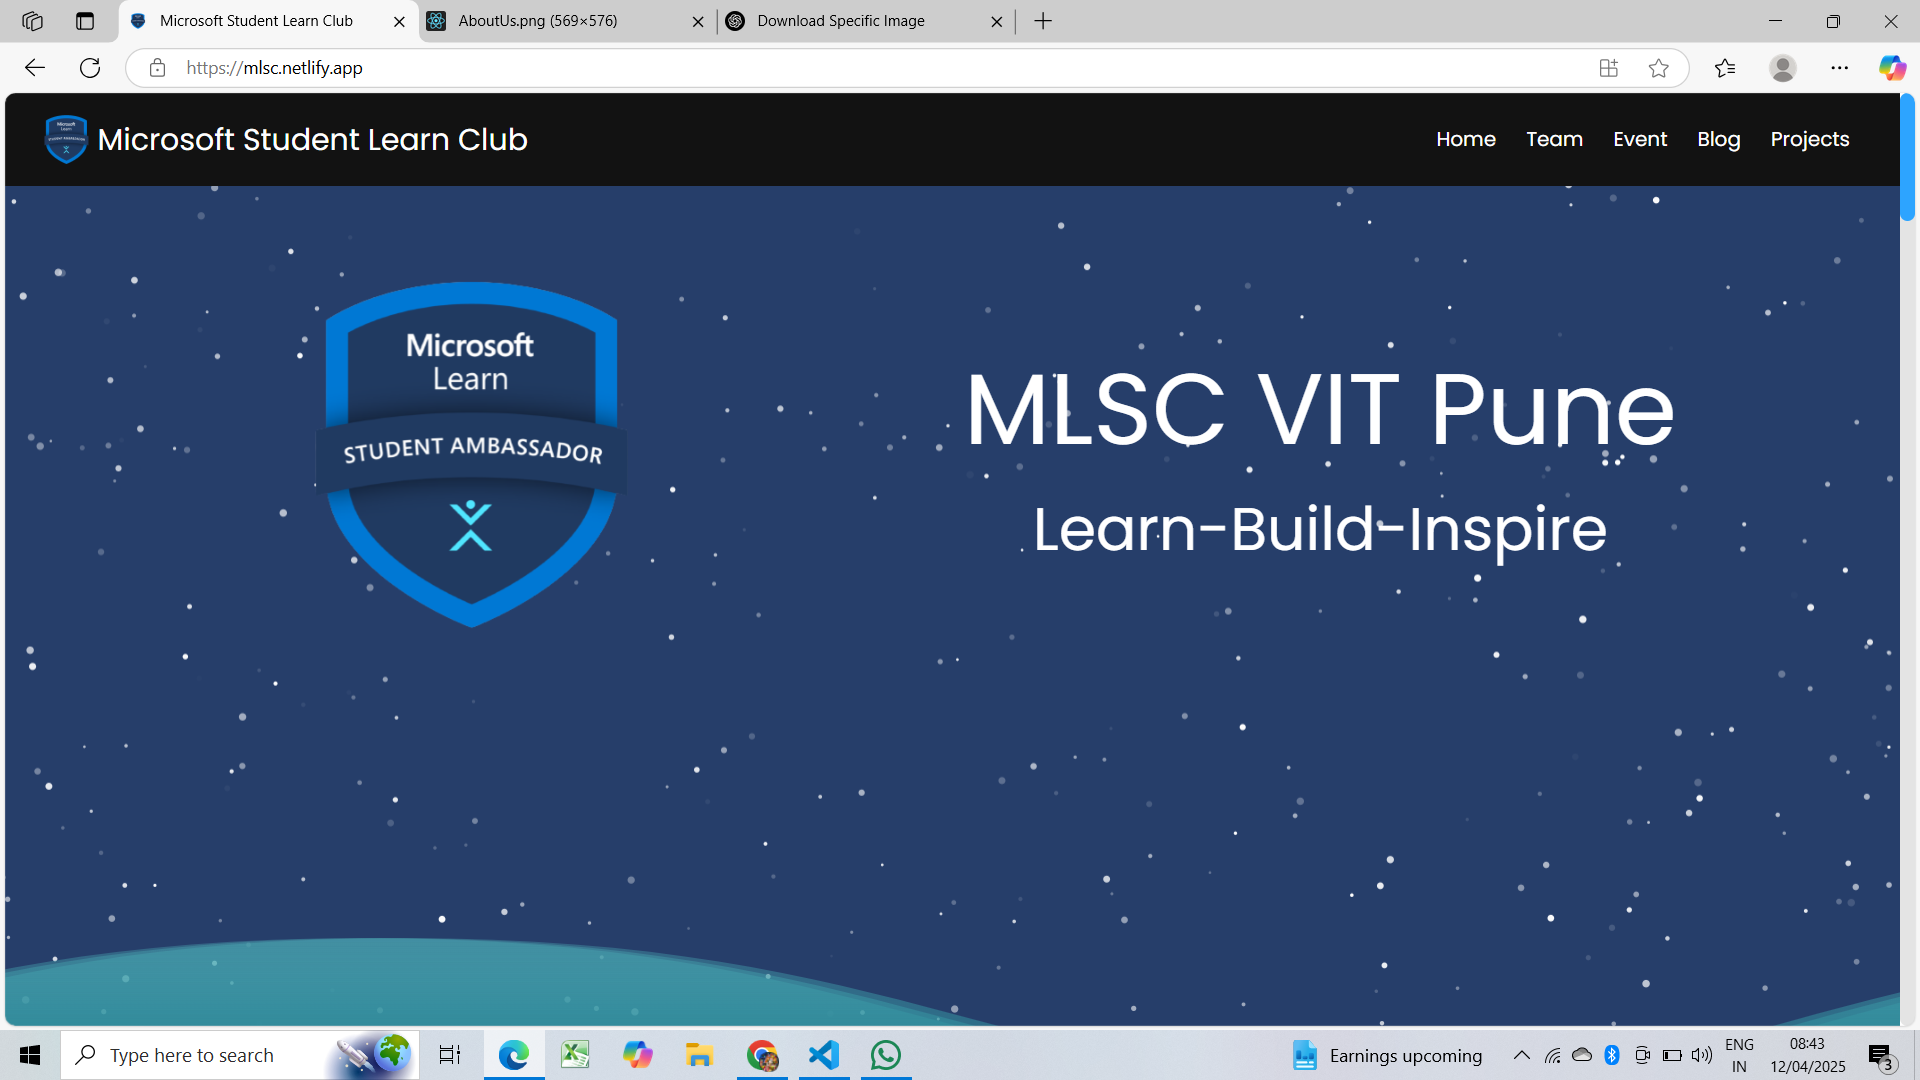 Microsoft Student Learn Club
AboutUs.png (569×576)
Download Specific Image
https://mlsc.netlify.app
Microsoft Student Learn Club
Home
Team
Event
Blog
Projects
Microsoft
Learn
STUDENT AMBASSADOR
MLSC VIT Pune
Learn-Build-Inspire
Type here to search
Earnings upcoming
ENG
IN
08:43
12/04/2025
3